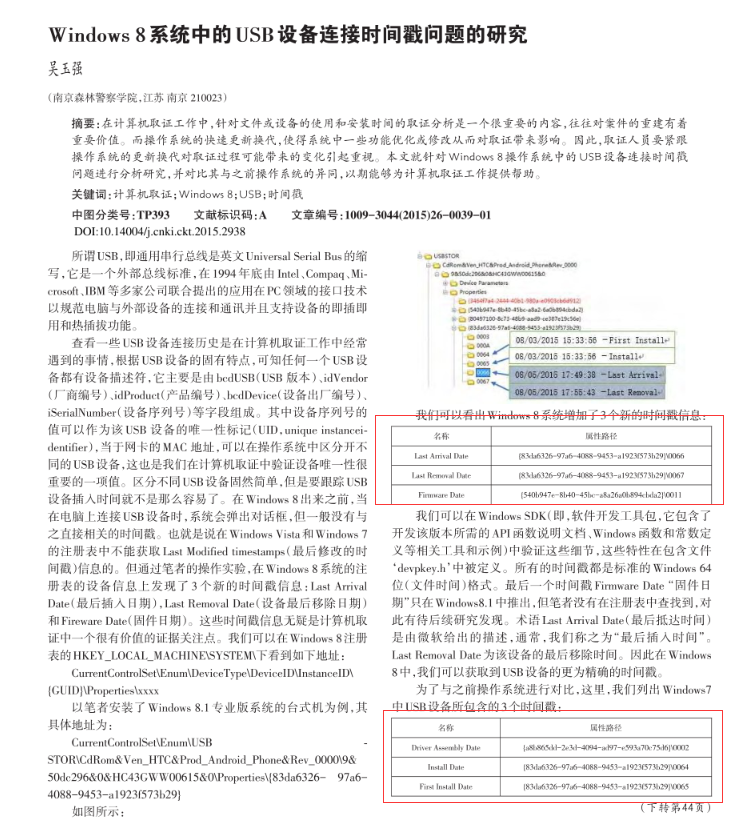 Windows 8系统中的USB设备连接时间戳问题的研究
吴玉强
(南京森林警察学院,江苏 南京 210023)
摘要:在计算机取证工作中,针对文件或设备的使用和安装时间的取证分析是一个很重要的内容,往往对案件的重建有着
重要价值。而操作系统的快速更新换代,使得系统中一些功能优化或修改从而对取证带来影响。因此,取证人员要紧跟
操作系统的更新换代对取证过程可能带来的变化引起重视。本文就针对Windows 8操作系统中的USB设备连接时间戳
问题进行分析研究,并对比其与之前操作系统的异同,以期能够为计算机取证工作提供帮助。
关键词:计算机取证;Windows 8;USB;时间戳
中图分类号:TP393 文献标识码:A 文章编号:1009-3044(2015)26-0039-01
DOI:10.14004/j.cnki.ckt.2015.2938
所谓USB,即通用串行总线是英文Universal Serial Bus的缩
写,它是一个外部总线标准,在1994年底由Intel、Compaq、Mi-
crosoft、IBM等多家公司联合提出的应用在PC领域的接口技术
以规范电脑与外部设备的连接和通讯并且支持设备的即插即
用和热插拔功能。
查看一些USB设备连接历史是在计算机取证工作中经常
遇到的事情,根据USB设备的固有特点,可知任何一个USB设
备都有设备描述符,它主要是由bcdUSB(USB 版本)、idVendor
(厂商编号)、idProduct(产品编号)、bcdDevice(设备出厂编号)、
iSerialNumber(设备序列号)等字段组成。其中设备序列号的
值可以作为该USB 设备的唯一性标记(UID,unique instancei-
dentifier),当于网卡的MAC 地址,可以在操作系统中区分开不
同的USB设备,这也是我们在计算机取证中验证设备唯一性很
重要的一项值。区分不同USB设备固然简单,但是要跟踪USB
设备插入时间就不是那么容易了。在Windows 8出来之前,当
在电脑上连接USB设备时,系统会弹出对话框,但一般没有与
之直接相关的时间戳。也就是说在Windows Vista和Windows 7
的注册表中不能获取Last Modified timestamps(最后修改的时
间戳)信息的。但通过笔者的操作实验,在Windows 8系统的注
册表的设备信息上发现了3个新的时间戳信息:Last Arrival
Date(最后插入日期)、Last Removal Date(设备最后移除日期)
和Fireware Date(固件日期)。这些时间戳信息无疑是计算机取
证中一个很有价值的证据关注点。我们可以在Windows 8注册
表的HKEY_LOCAL_MACHINE\SYSTEM\下看到如下地址:
CurrentControlSet\Enum\DeviceType\DeviceID\InstanceID\
{GUID}\Properties\xxxx
以笔者安装了Windows 8.1专业版系统的台式机为例,其
具体地址为:
CurrentControlSet\Enum\USB -
STOR\CdRom&Ven_HTC&Prod_Android_Phone&Rev_0000\9&
50dc296&0&HC43GWW00615&0\Properties\{83da6326- 97a6-
4088-9453-a1923f573b29}
如图所示:
USBSTOR
CdRom&Ven_HTC&Prod_Android_Phone&Rev_0000
9&50dc296&0&HC43GWW00615&0
Device Parameters
Properties
{3464f7a4-2444-40b1-980a-e0903cb6d912}
{540b947e-8b40-45bc-a8a2-6a0b894cbda2}
{80497100-8c73-48b9-aad9-ce387e19c56e}
{83da6326-97a6-4088-9453-a1923f573b29}
0003
000A
0064
0065
0066
0067
08/03/2015 15:33:56 —First Install
08/03/2015 15:33:56 —Install
08/05/2015 17:49:38 —Last Arrival
08/05/2015 17:55:43 —Last Removal
我们可以看出Windows 8系统增加了3个新的时间戳信息:
名称 属性路径
Last Arrival Date {83da6326-97a6-4088-9453-a1923f573b29}\0066
Last Removal Date {83da6326-97a6-4088-9453-a1923f573b29}\0067
Firmware Date {540b947e-8b40-45bc-a8a26a0b894cbda2}\0011
我们可以在Windows SDK(即,软件开发工具包,它包含了
开发该版本所需的API函数说明文档、Windows函数和常数定
义等相关工具和示例)中验证这些细节,这些特性在包含文件
‘devpkey.h’中被定义。所有的时间戳都是标准的Windows 64
位(文件时间)格式。最后一个时间戳Firmware Date “固件日
期”只在Windows8.1中推出,但笔者没有在注册表中查找到,对
此有待后续研究发现。术语Last Arrival Date(最后抵达时间)
是由微软给出的描述,通常,我们称之为“最后插入时间”。
Last Removal Date为该设备的最后移除时间。因此在Windows
8中,我们可以获取到USB设备的更为精确的时间戳。
为了与之前操作系统进行对比,这里,我们列出Windows7
中USB设备所包含的3个时间戳:
名称 属性路径
Driver Assembly Date {a8b865dd-2e3d-4094-ad97-e593a70c75d6}\0002
Install Date {83da6326-97a6-4088-9453-a1923f573b29}\0064
First Install Date {83da6326-97a6-4088-9453-a1923f573b29}\0065
(下转第44页)